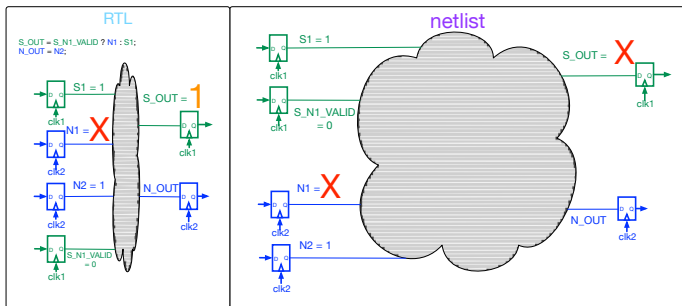 RTL
S_OUT = S_N1_VALID ? N1 : S1;
N_OUT = N2;
D Q
S1 = 1
clk1
S_OUT = 1
D Q
clk1
D Q
N1 = X
clk2
D Q
N2 = 1
clk2
N_OUT
D Q
clk2
D Q
S_N1_VALID
= 0
clk1
netlist
D Q
S1 = 1
clk1
S_OUT = X
D Q
clk1
D Q
S_N1_VALID
= 0
clk1
D Q
N1 = X
clk2
N_OUT
D Q
clk2
D Q
N2 = 1
clk2